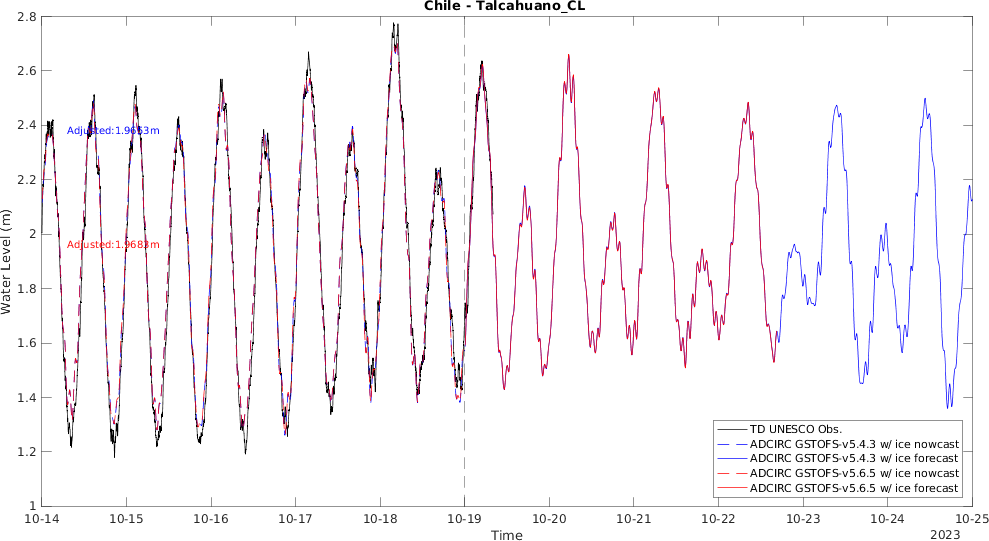 Chile - Talcahuano_CL
Water Level (m)
2.8
2.6
2.4
2.2
2
1.8
1.6
1.4
1.2
1
Adjusted:1.9663m
Adjusted:1.9683m
TD UNESCO Obs.
ADCIRC GSTOFS-v5.4.3 w/ ice nowcast
ADCIRC GSTOFS-v5.4.3 w/ ice forecast
ADCIRC GSTOFS-v5.6.5 w/ ice nowcast
ADCIRC GSTOFS-v5.6.5 w/ ice forecast
10-14 10-15 10-16 10-17 10-18 10-19 10-20 10-21 10-22 10-23 10-24 10-25
Time
2023